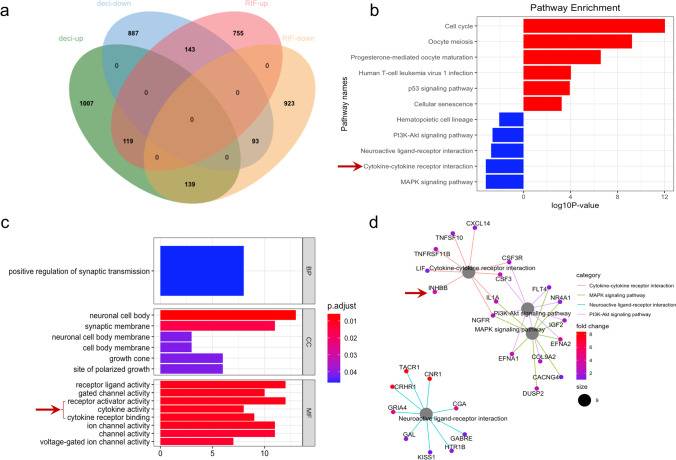 a
deci-down
RIF-up
deci-up
RIF-down
887
755
143
0
0
1007
0
923
0
0
119
93
0
0
139
b
Pathway Enrichment
Pathway names
Cell cycle
Oocyte meiosis
Progesterone-mediated oocyte maturation
Human T-cell leukemia virus 1 infection
p53 signaling pathway
Cellular senescence
Hematopoietic cell lineage
PI3K-Akt signaling pathway
Neuroactive ligand-receptor interaction
Cytokine-cytokine receptor interaction
MAPK signaling pathway
0
4
8
12
log10P-value
c
positive regulation of synaptic transmission
BP
neuronal cell body
synaptic membrane
neuronal cell body membrane
cell body membrane
growth cone
site of polarized growth
CC
receptor ligand activity
gated channel activity
receptor activator activity
cytokine activity
cytokine receptor binding
ion channel activity
channel activity
voltage-gated ion channel activity
MF
0
5
10
p.adjust
0.01
0.02
0.03
0.04
d
CXCL14
TNFSF10
TNFRSF11B
CSF3R
LIF
Cytokine-cytokine receptor interaction
CSF3
INHBB
IL1A
FLT4
NR4A1
PI3K-Akt signaling pathway
NGFR
MAPK signaling pathway
IGF2
EFNA2
EFNA1
COL9A2
CACNG4
DUSP2
TACR1
CNR1
CRHR1
GRIA4
CGA
Neuroactive ligand-receptor interaction
GAL
GABRE
HTR1B
KISS1
category
Cytokine-cytokine receptor interaction
MAPK signaling pathway
Neuroactive ligand-receptor interaction
PI3K-Akt signaling pathway
fold change
8
6
4
2
size
9